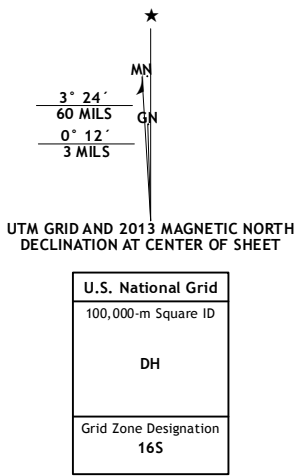 MN
3° 24´
60 MILS
GN
0° 12´
3 MILS
UTM GRID AND 2013 MAGNETIC NORTH
DECLINATION AT CENTER OF SHEET
U.S. National Grid
100,000-m Square ID
DH
Grid Zone Designation
16S